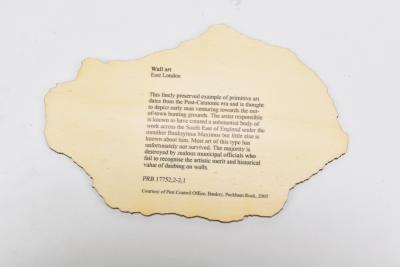 Wall art
East London
This finely preserved example of primitive art
dates from the Post-Catatonic era and is thought
to depict early man venturing towards the out-
of-town hunting grounds. The artist responsible
is known to have created a substantial body of
work across the South East of England under the
moniker Banksymus Maximus but little else is
known about him. Most art of this type has
unfortunately not survived. The majority is
destroyed by zealous municipal officials who
fail to recognise the artistic merit and historical
value of daubing on walls.
PRB 17752,2-2,1
Courtesy of Pest Control Office, Banksy, Peckham Rock, 2005